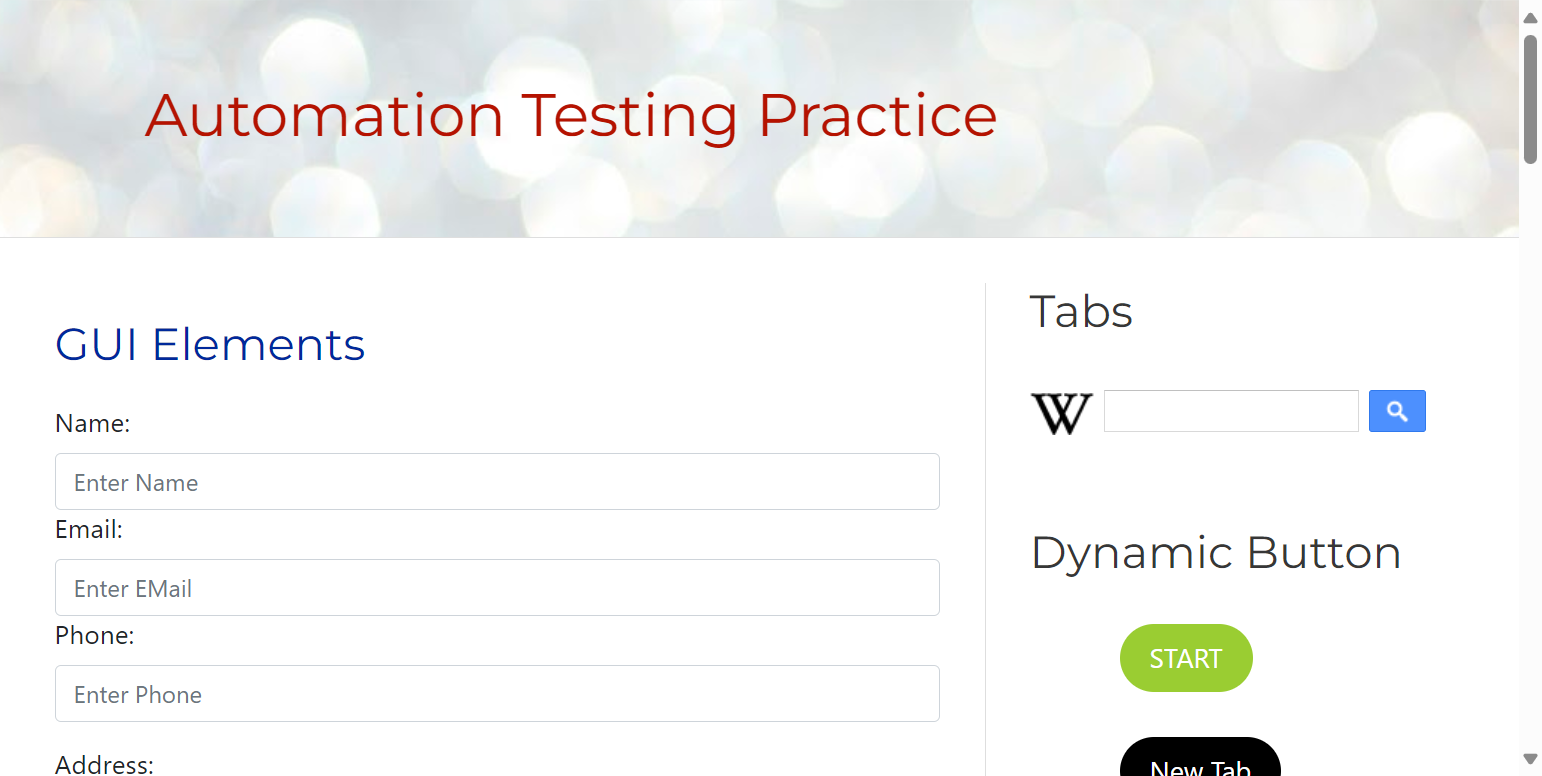 Automation Testing Practice
GUI Elements
Name:
Enter Name
Email:
Enter EMail
Phone:
Enter Phone
Address:
Tabs
W
Dynamic Button
START
New Tab